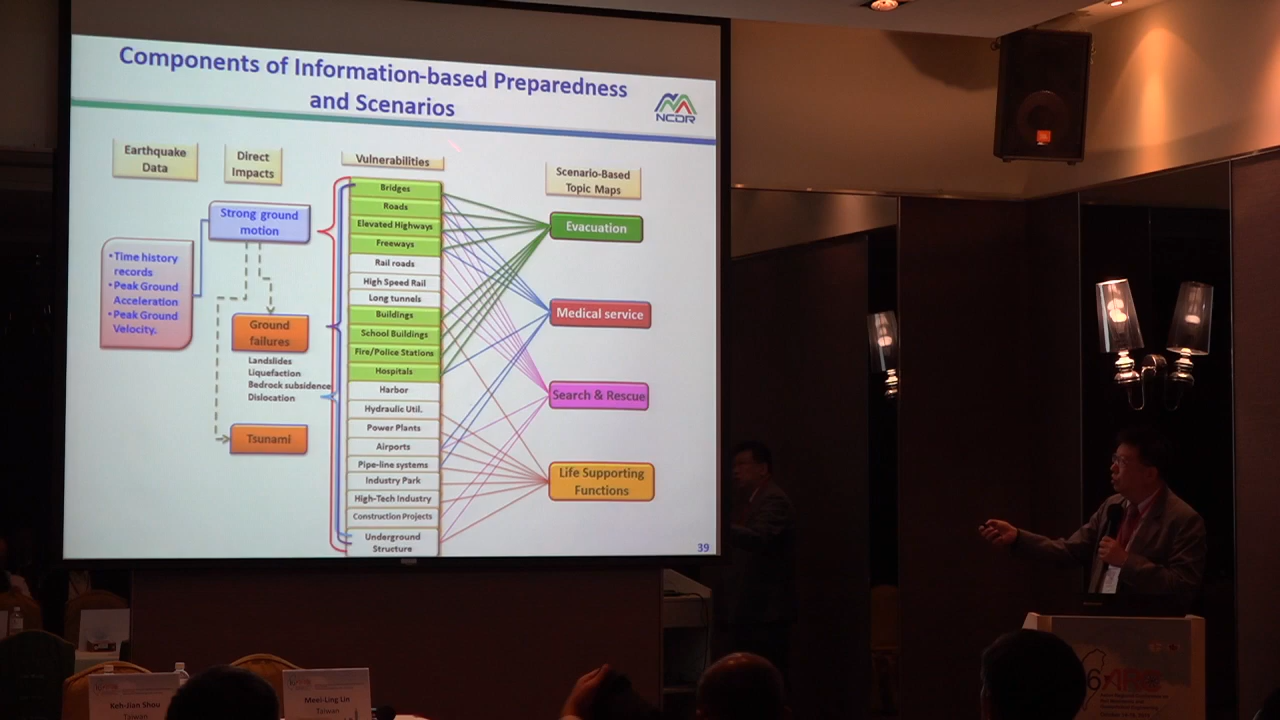 Components of Information-based Preparedness
and Scenarios
NCDR
Earthquake
Data
Direct
Impacts
Vulnerabilities
Scenario-Based
Topic Maps
Strong ground
motion
•Time history
records
•Peak Ground
Acceleration
•Peak Ground
Velocity.
Ground
failures
Landslides
Liquefaction
Bedrock subsidence
Dislocation
Tsunami
Bridges
Roads
Elevated Highways
Freeways
Rail roads
High Speed Rail
Long tunnels
Buildings
School Buildings
Fire/Police Stations
Hospitals
Harbor
Hydraulic Util.
Power Plants
Airports
Pipe-line systems
Industry Park
High-Tech Industry
Construction Projects
Underground
Structure
Evacuation
Medical service
Search & Rescue
Life Supporting
Functions
39
Keh-Jian Shou
Taiwan
Meei-Ling Lin
Taiwan